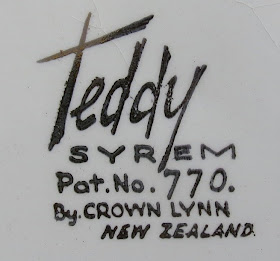 Teddy
SYREM
Pat. No. 770.
By. CROWN LYNN
NEW ZEALAND.